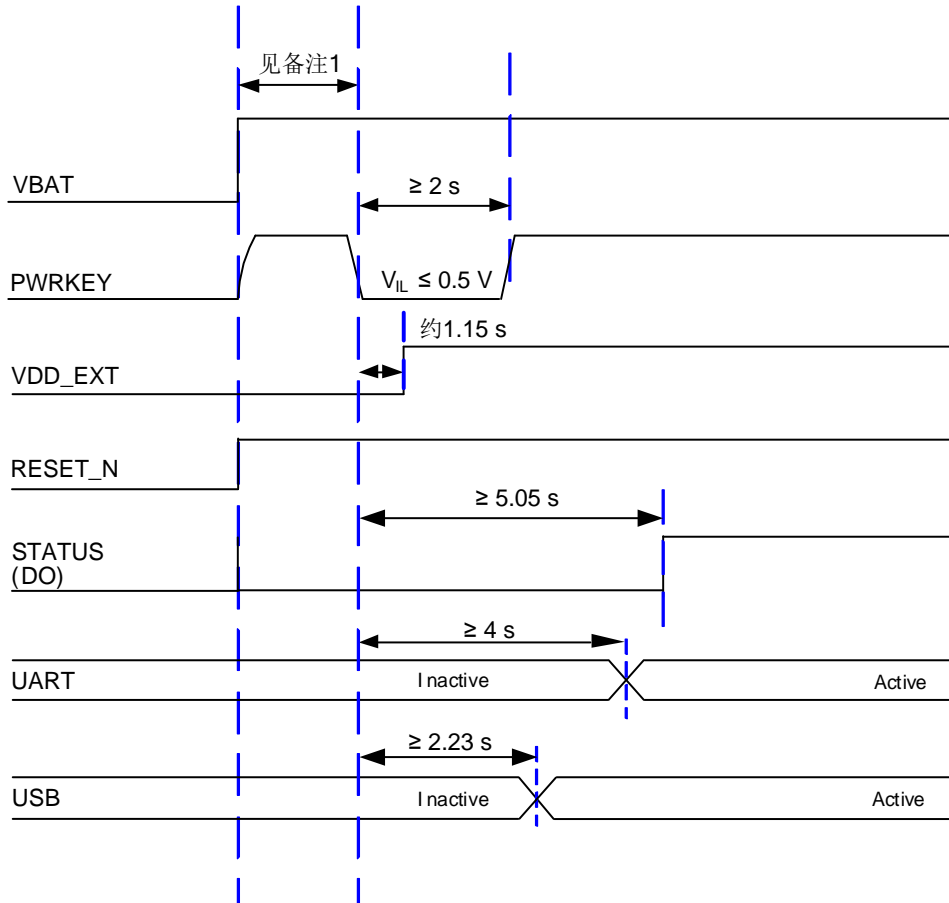 见备注1
VBAT
≥ 2 s
PWRKEY
VIL ≤ 0.5 V
约1.15 s
VDD_EXT
RESET_N
≥ 5.05 s
STATUS
(DO)
≥ 4 s
UART
Inactive
Active
≥ 2.23 s
USB
Inactive
Active